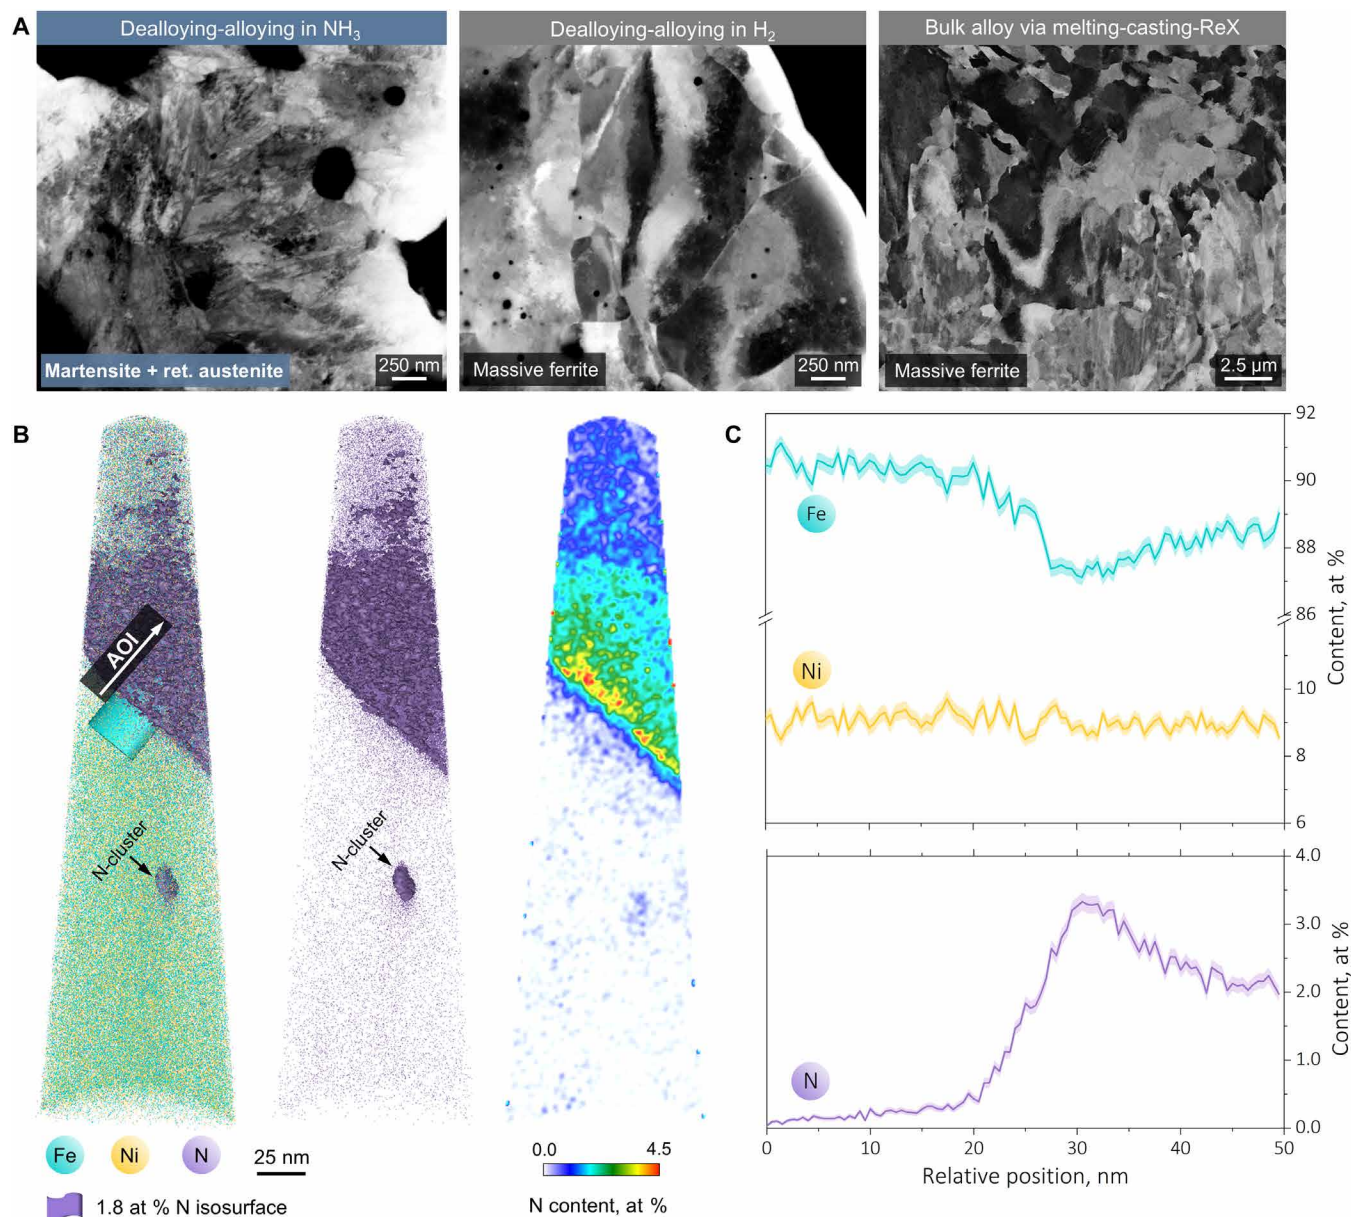 A
Dealloying-alloying in NH3
Dealloying-alloying in H2
Bulk alloy via melting-casting-ReX
Martensite + ret. austenite
250 nm
Massive ferrite
250 nm
Massive ferrite
2.5 µm
B
AOI
N-cluster
N-cluster
Fe
Ni
N
25 nm
1.8 at % N isosurface
0.0
4.5
N content, at %
C
92
90
88
86
10
8
6
Content, at %
Fe
Ni
4.0
3.0
2.0
1.0
0.0
Content, at %
N
0
10
20
30
40
50
Relative position, nm